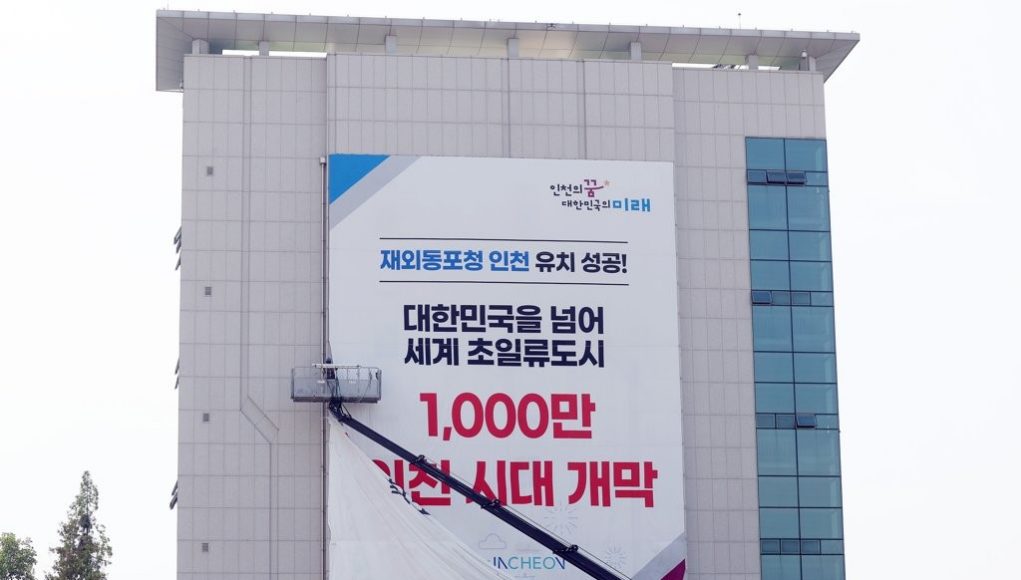 인천의꿈
대한민국의미래
재외동포청 인천 유치 성공!
대한민국을 넘어
세계 초일류도시
1,000만
인천 시대 개막
INCHEON